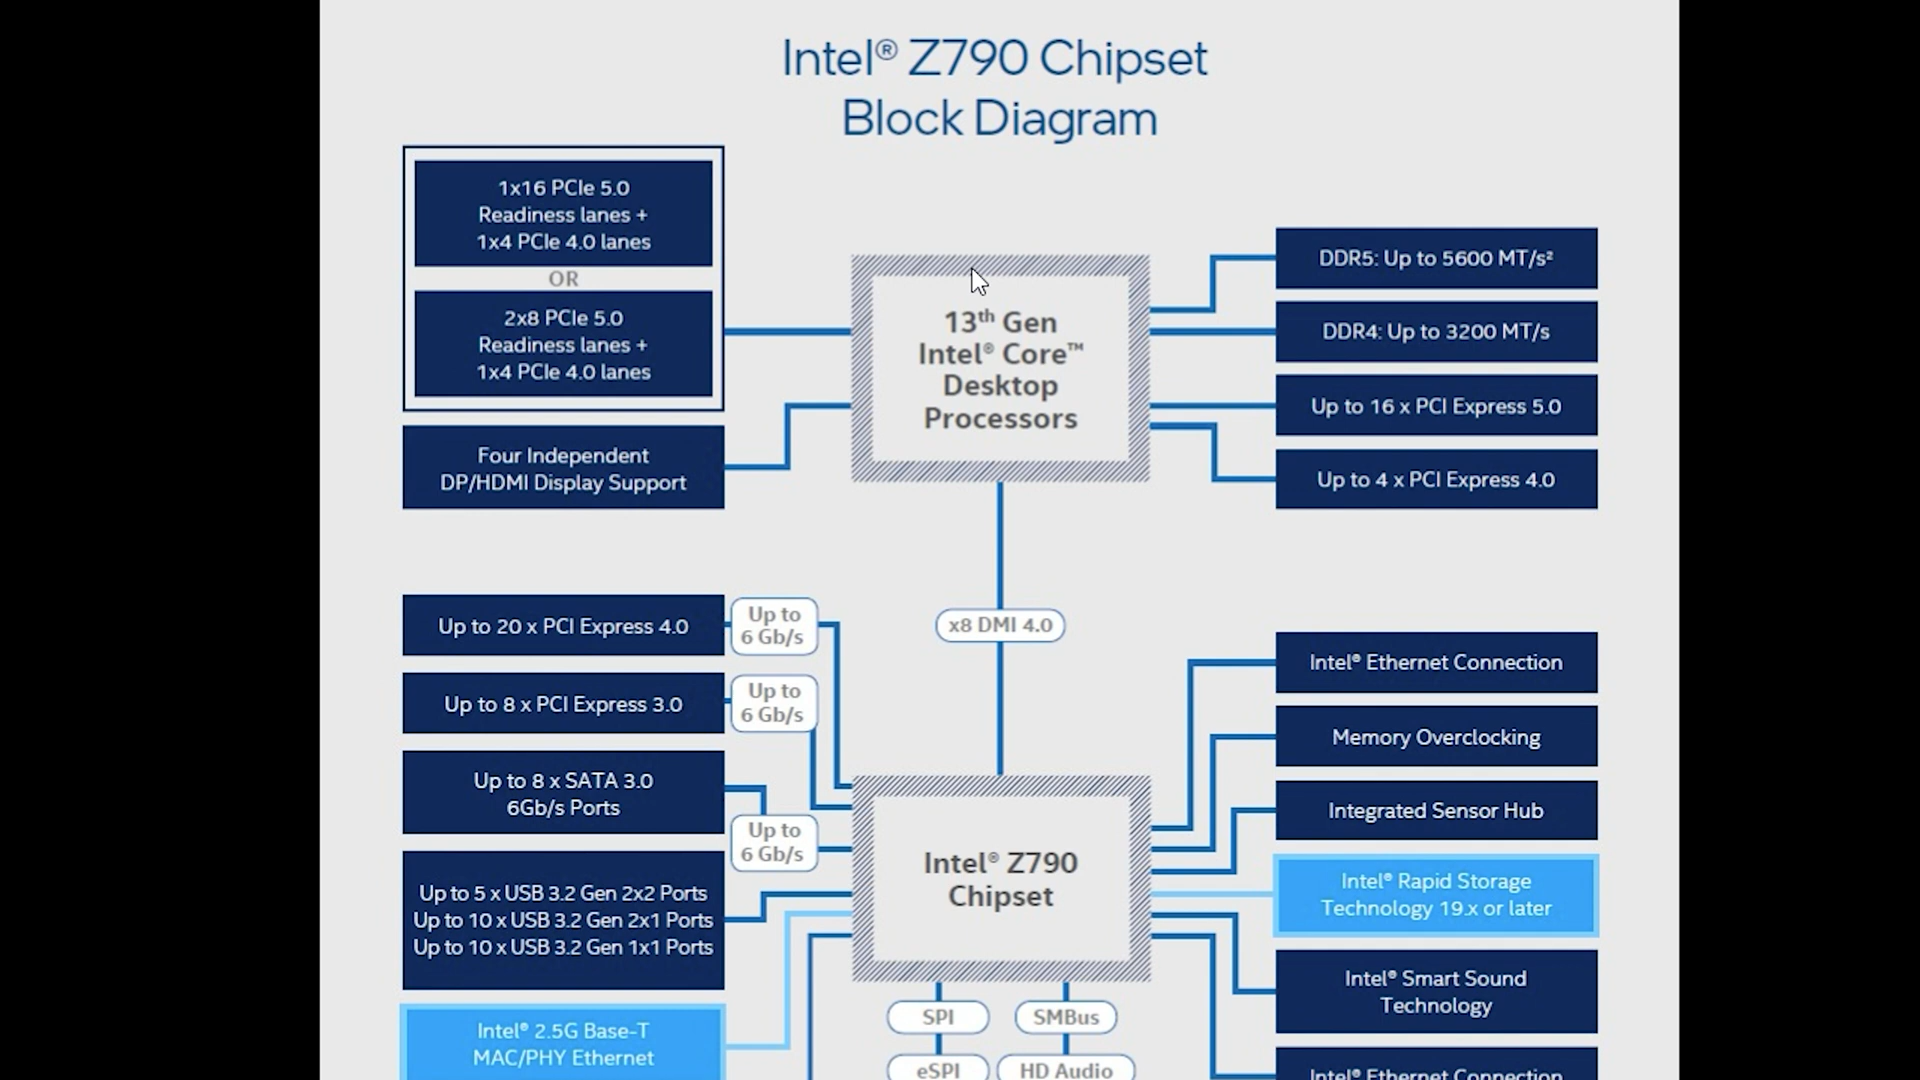 Intel® Z790 Chipset
Block Diagram
1x16 PCIe 5.0
Readiness lanes +
1x4 PCIe 4.0 lanes
OR
2x8 PCIe 5.0
Readiness lanes +
1x4 PCIe 4.0 lanes
Four Independent
DP/HDMI Display Support
13th Gen
Intel® Core™
Desktop
Processors
DDR5: Up to 5600 MT/s²
DDR4: Up to 3200 MT/s
Up to 16 x PCI Express 5.0
Up to 4 x PCI Express 4.0
x8 DMI 4.0
Up to 20 x PCI Express 4.0
Up to
6 Gb/s
Up to 8 x PCI Express 3.0
Up to
6 Gb/s
Up to 8 x SATA 3.0
6Gb/s Ports
Up to
6 Gb/s
Up to 5 x USB 3.2 Gen 2x2 Ports
Up to 10 x USB 3.2 Gen 2x1 Ports
Up to 10 x USB 3.2 Gen 1x1 Ports
Intel® 2.5G Base-T
MAC/PHY Ethernet
Intel® Z790
Chipset
SPI
SMBus
eSPI
HD Audio
Intel® Ethernet Connection
Memory Overclocking
Integrated Sensor Hub
Intel® Rapid Storage
Technology 19.x or later
Intel® Smart Sound
Technology
Intel® Ethernet Connection